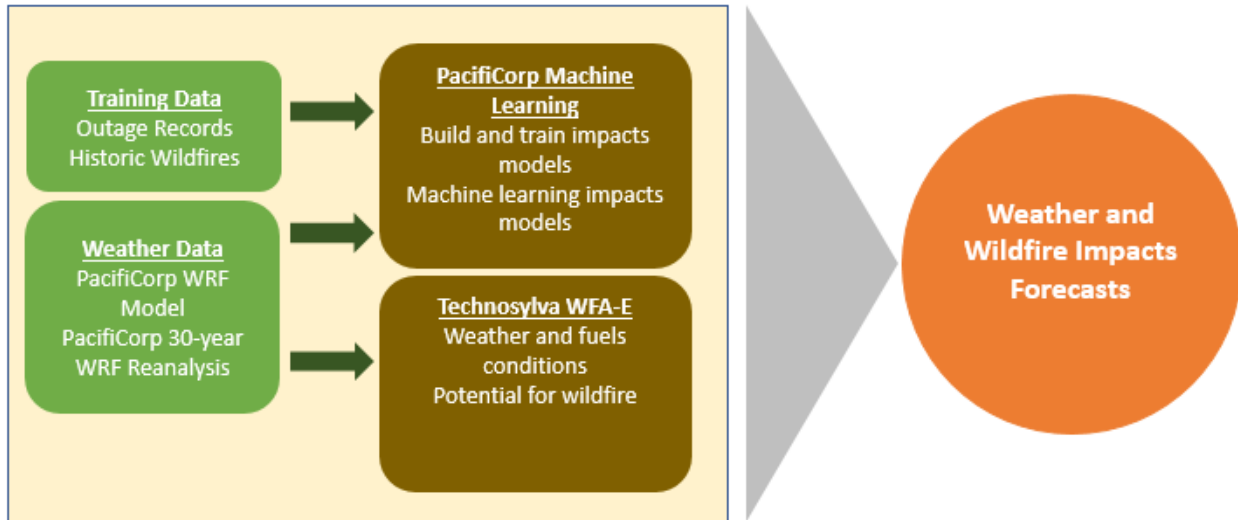 Training Data
Outage Records
Historic Wildfires
Weather Data
PacifiCorp WRF
Model
PacifiCorp 30-year
WRF Reanalysis
PacifiCorp Machine
Learning
Build and train impacts
models
Machine learning impacts
models
Technosylva WFA-E
Weather and fuels
conditions
Potential for wildfire
Weather and
Wildfire Impacts
Forecasts